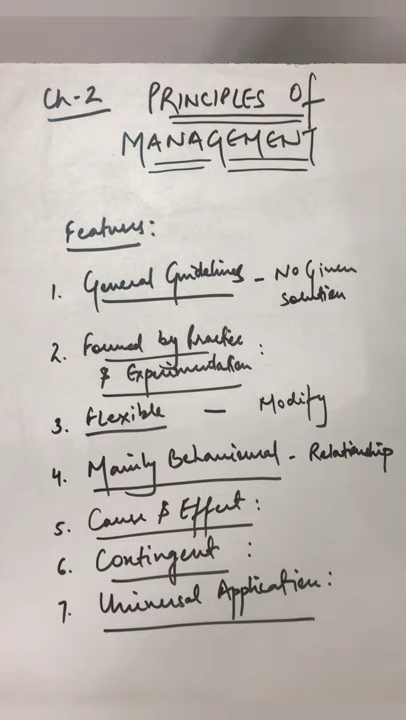 Ch-2 PRINCIPLES Of
MANAGEMENT
Features:
1. General Guidelines - No Given
solution
2. Formed by Practice :
& Experimentation
3. Flexible - Modify
4. Mainly Behavioural - Relationship
5. Cause & Effect :
6. Contingent :
7. Universal Application :